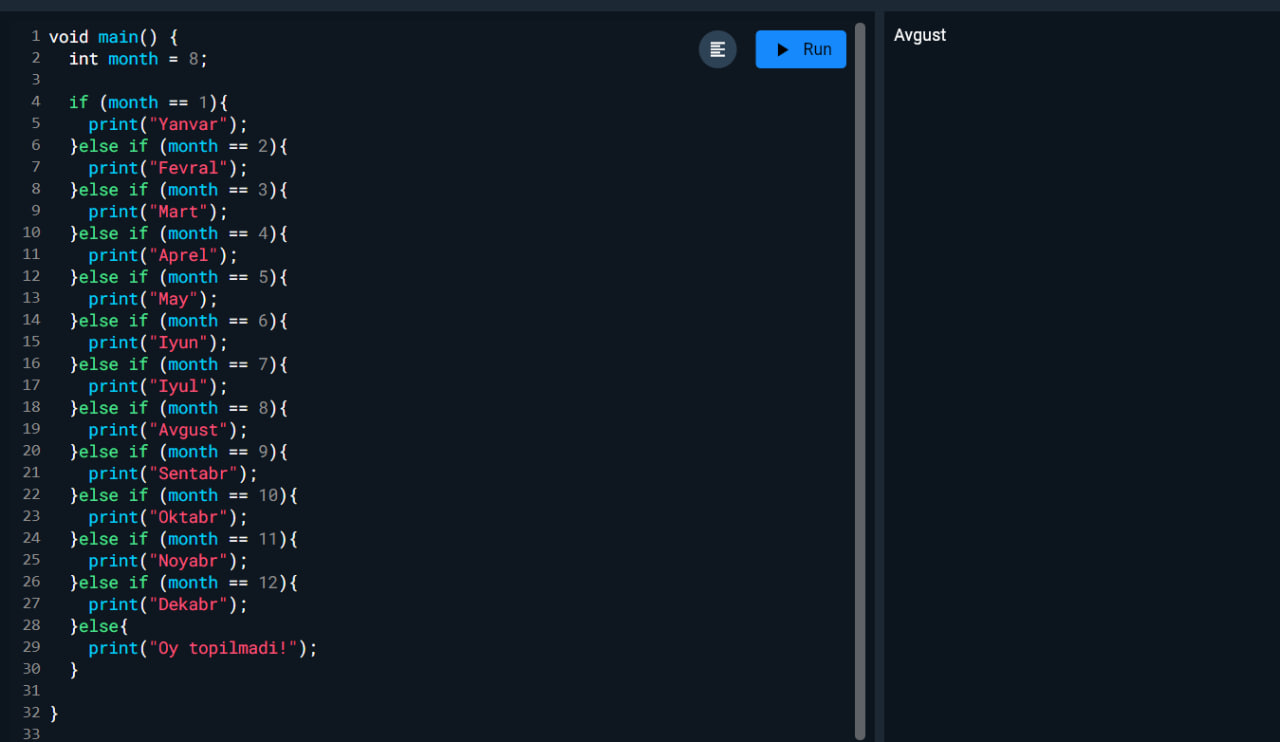 1 void main() {
2   int month = 8;
3
4   if (month == 1){
5     print("Yanvar");
6   }else if (month == 2){
7     print("Fevral");
8   }else if (month == 3){
9     print("Mart");
10   }else if (month == 4){
11     print("Aprel");
12   }else if (month == 5){
13     print("May");
14   }else if (month == 6){
15     print("Iyun");
16   }else if (month == 7){
17     print("Iyul");
18   }else if (month == 8){
19     print("Avgust");
20   }else if (month == 9){
21     print("Sentabr");
22   }else if (month == 10){
23     print("Oktabr");
24   }else if (month == 11){
25     print("Noyabr");
26   }else if (month == 12){
27     print("Dekabr");
28   }else{
29     print("Oy topilmadi!");
30   }
31
32 }
33
Run
Avgust